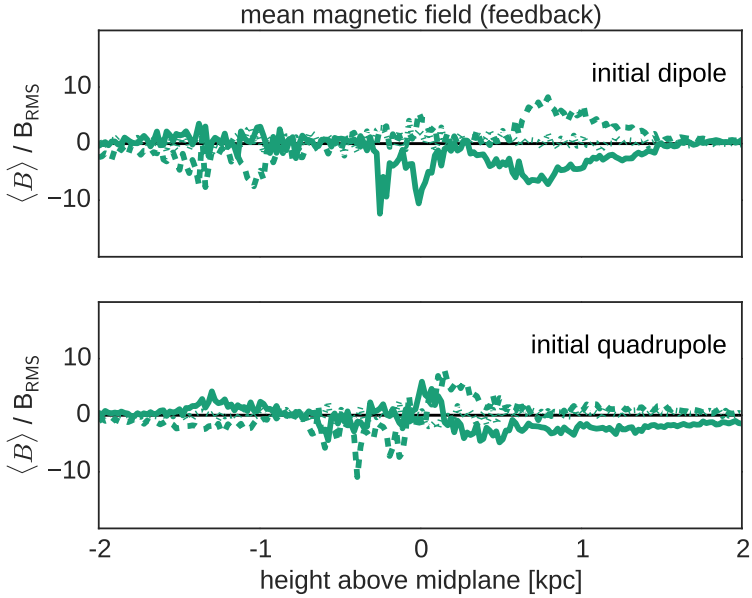 mean magnetic field (feedback)
initial dipole
10
0
−10
⟨B⟩ / B_RMS
initial quadrupole
10
0
−10
⟨B⟩ / B_RMS
-2 -1 0 1 2
height above midplane [kpc]